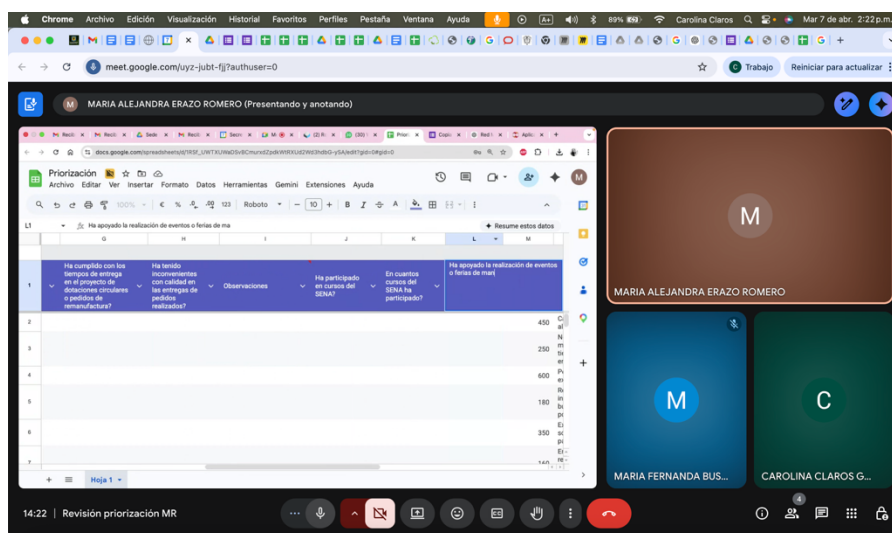 Chrome Archivo Edición Visualización Historial Favoritos Perfiles Pestaña Ventana Ayuda A+ 89% Carolina Claros Mar 7 de abr. 2:22 p.m.
meet.google.com/uyz-jubt-fjj?authuser=0
Trabajo
Reiniciar para actualizar
M MARIA ALEJANDRA ERAZO ROMERO (Presentando y anotando)
Priorización
Archivo Editar Ver Insertar Formato Datos Herramientas Gemini Extensiones Ayuda
100% € % .0 .00 123 Roboto 10 B I A
L1 fx Ha apoyado la realización de eventos o ferias de ma
Resume estos datos
G H I J K L M
1
Ha cumplido con los tiempos de entrega
en el proyecto de
dotaciones circulares
o pedidos de
remanufactura?
Ha tenido
inconvenientes
con calidad en
las entregas de
pedidos
realizados?
Observaciones
Ha participado
en cursos del
SENA?
En cuantos
cursos del
SENA ha
participado?
Ha apoyado la realización de eventos
o ferias de man
2 450
3 250
4 600
5 180
6 350
7
Hoja 1
M
MARIA ALEJANDRA ERAZO ROMERO
M
MARIA FERNANDA BUS...
C
CAROLINA CLAROS G...
14:22 | Revisión priorización MR
4